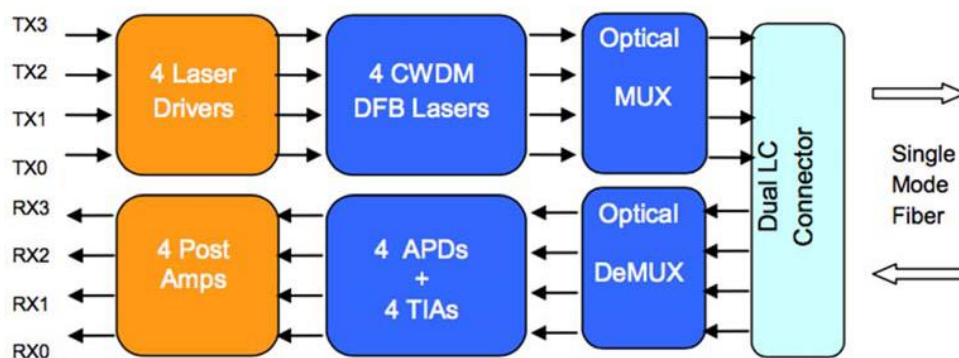 TX3
TX2
TX1
TX0
4 Laser
Drivers
4 CWDM
DFB Lasers
Optical
MUX
RX3
RX2
RX1
RX0
4 Post
Amps
4 APDs
+
4 TIAs
Optical
DeMUX
Dual LC
Connector
Single
Mode
Fiber